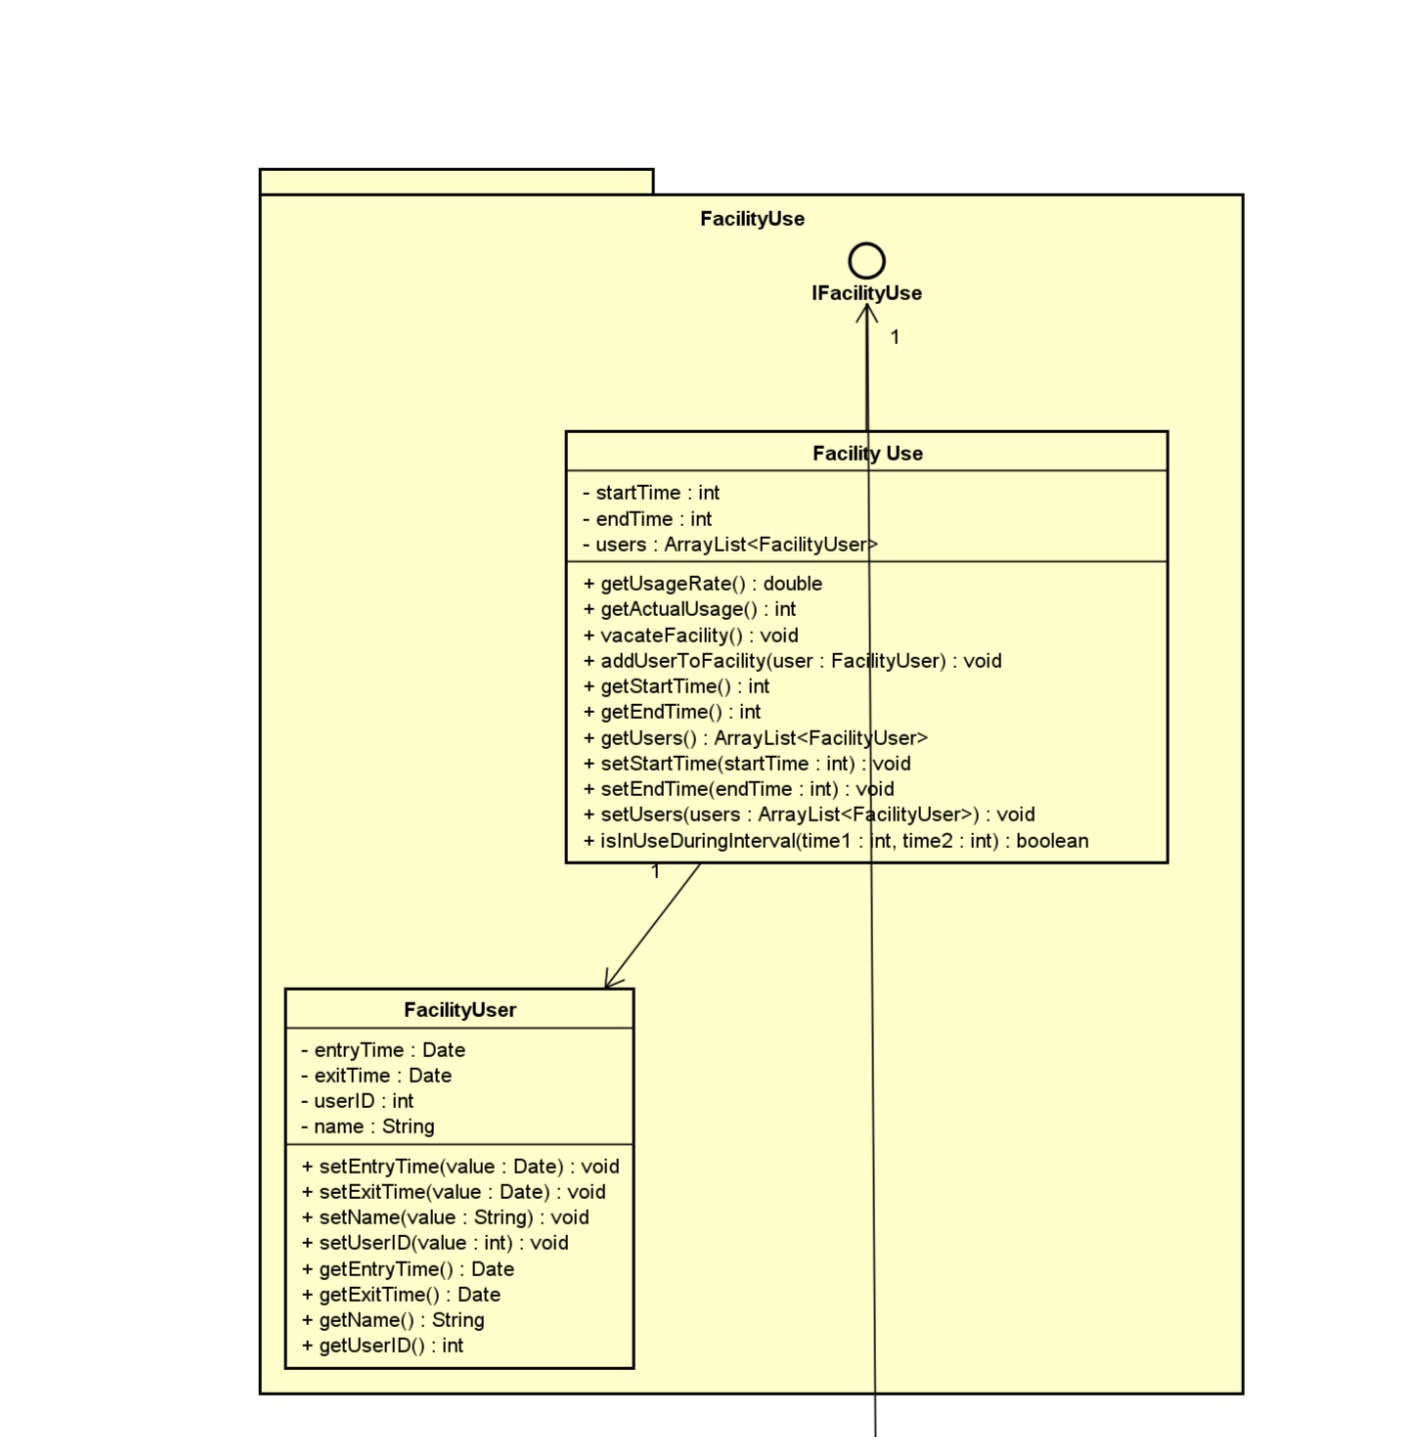 FacilityUse
IFacilityUse
1
Facility Use
- startTime : int
- endTime : int
- users : ArrayList<FacilityUser>
+ getUsageRate() : double
+ getActualUsage() : int
+ vacateFacility() : void
+ addUserToFacility(user : FacilityUser) : void
+ getStartTime() : int
+ getEndTime() : int
+ getUsers() : ArrayList<FacilityUser>
+ setStartTime(startTime : int) : void
+ setEndTime(endTime : int) : void
+ setUsers(users : ArrayList<FacilityUser>) : void
+ isInUseDuringInterval(time1 : int, time2 : int) : boolean
1
FacilityUser
- entryTime : Date
- exitTime : Date
- userID : int
- name : String
+ setEntryTime(value : Date) : void
+ setExitTime(value : Date) : void
+ setName(value : String) : void
+ setUserID(value : int) : void
+ getEntryTime() : Date
+ getExitTime() : Date
+ getName() : String
+ getUserID() : int